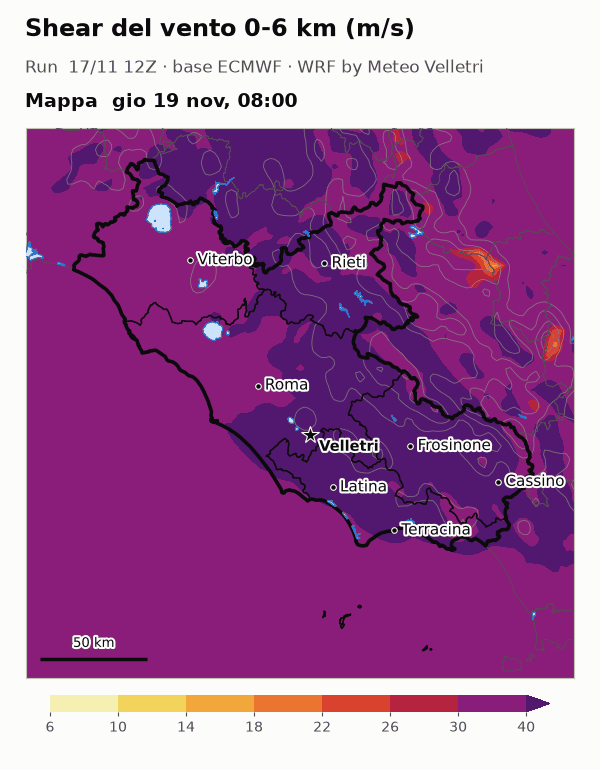 Shear del vento 0-6 km (m/s)
Run  17/11 12Z · base ECMWF · WRF by Meteo Velletri
Mappa  gio 19 nov, 08:00
Viterbo
Rieti
Roma
Velletri
Frosinone
Latina
Cassino
Terracina
50 km
6 10 14 18 22 26 30 40